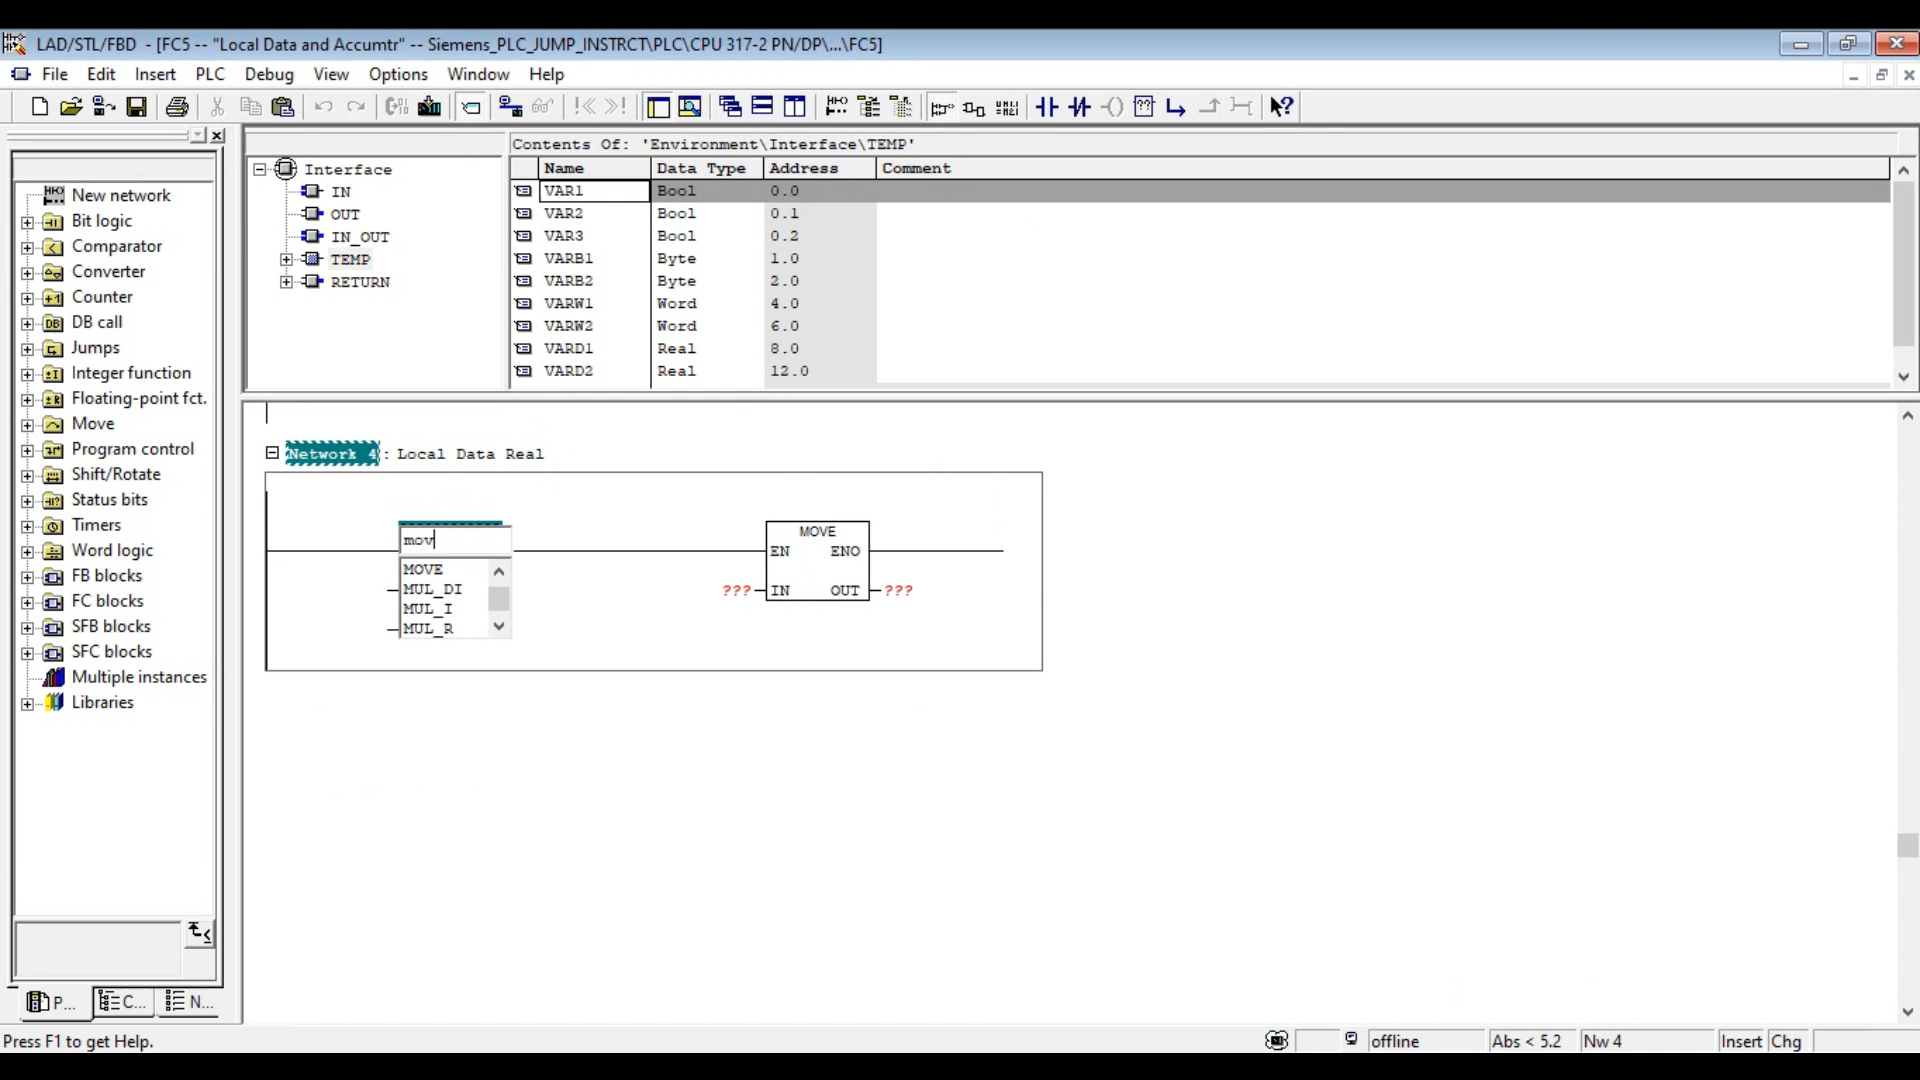 LAD/STL/FBD - [FC5 -- "Local Data and Accumtr" -- Siemens_PLC_JUMP_INSTRCT\PLC\CPU 317-2 PN/DP\...\FC5]
File Edit Insert PLC Debug View Options Window Help
New network
Bit logic
Comparator
Converter
Counter
DB call
Jumps
Integer function
Floating-point fct.
Move
Program control
Shift/Rotate
Status bits
Timers
Word logic
FB blocks
FC blocks
SFB blocks
SFC blocks
Multiple instances
Libraries
P... C... N...
Interface
IN
OUT
IN_OUT
TEMP
RETURN
Contents Of: 'Environment\Interface\TEMP'
Name Data Type Address Comment
VAR1 Bool 0.0
VAR2 Bool 0.1
VAR3 Bool 0.2
VARB1 Byte 1.0
VARB2 Byte 2.0
VARW1 Word 4.0
VARW2 Word 6.0
VARD1 Real 8.0
VARD2 Real 12.0
Network 4 : Local Data Real
mov
MOVE
MUL_DI
MUL_I
MUL_R
MOVE
EN ENO
??? IN OUT ???
Press F1 to get Help. offline Abs < 5.2 Nw 4 Insert Chg